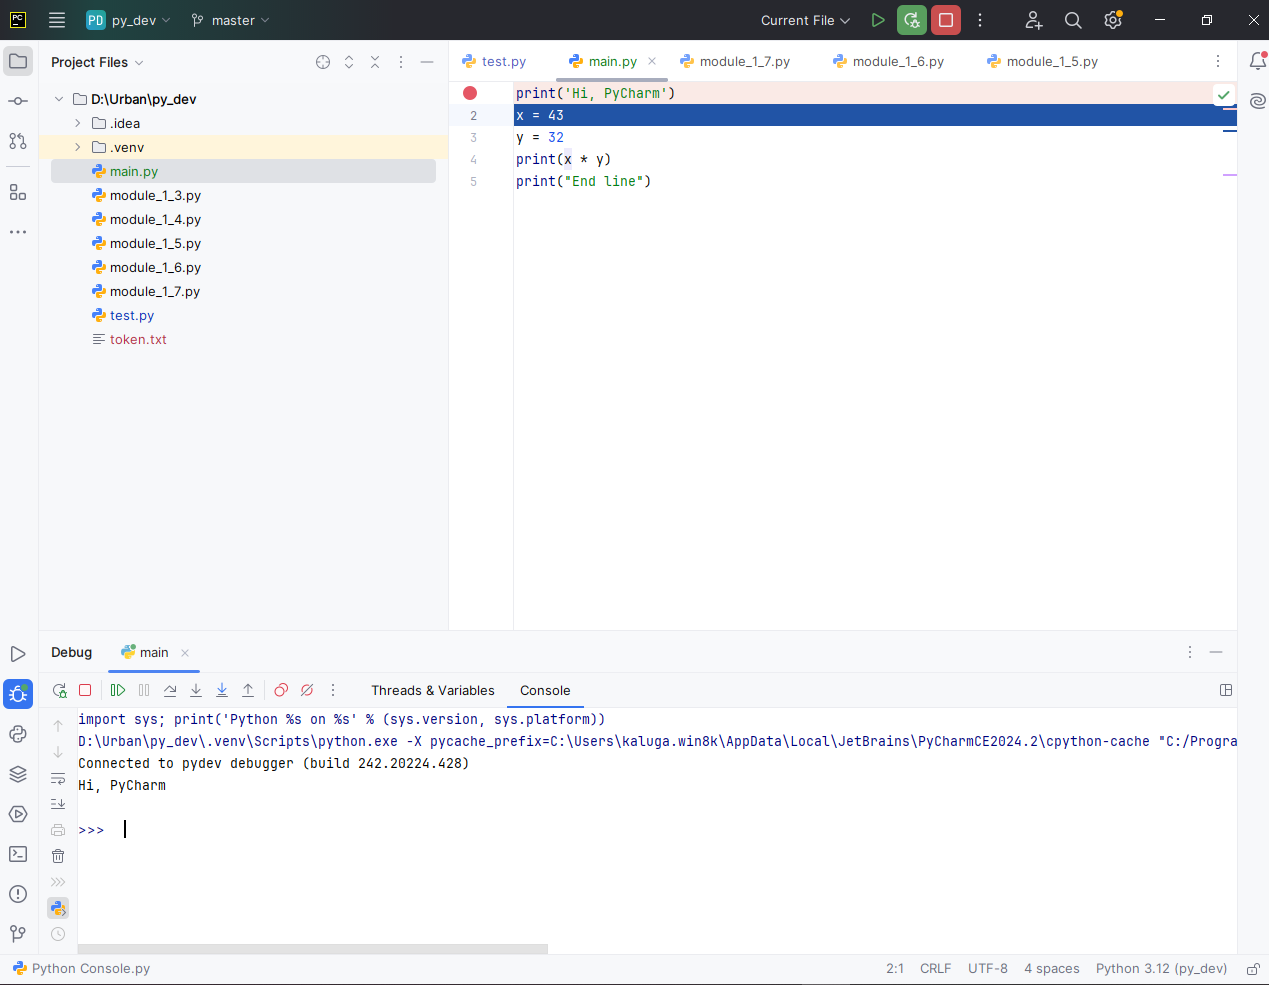 PC
PD py_dev master Current File
Project Files
test.py main.py module_1_7.py module_1_6.py module_1_5.py
D:\Urban\py_dev
.idea
.venv
main.py
module_1_3.py
module_1_4.py
module_1_5.py
module_1_6.py
module_1_7.py
test.py
token.txt
print('Hi, PyCharm')
2 x = 43
3 y = 32
4 print(x * y)
5 print("End line")
Debug main
Threads & Variables Console
import sys; print('Python %s on %s' % (sys.version, sys.platform))
D:\Urban\py_dev\.venv\Scripts\python.exe -X pycache_prefix=C:\Users\kaluga.win8k\AppData\Local\JetBrains\PyCharmCE2024.2\cpython-cache "C:/Progra
Connected to pydev debugger (build 242.20224.428)
Hi, PyCharm
>>>
Python Console.py 2:1 CRLF UTF-8 4 spaces Python 3.12 (py_dev)